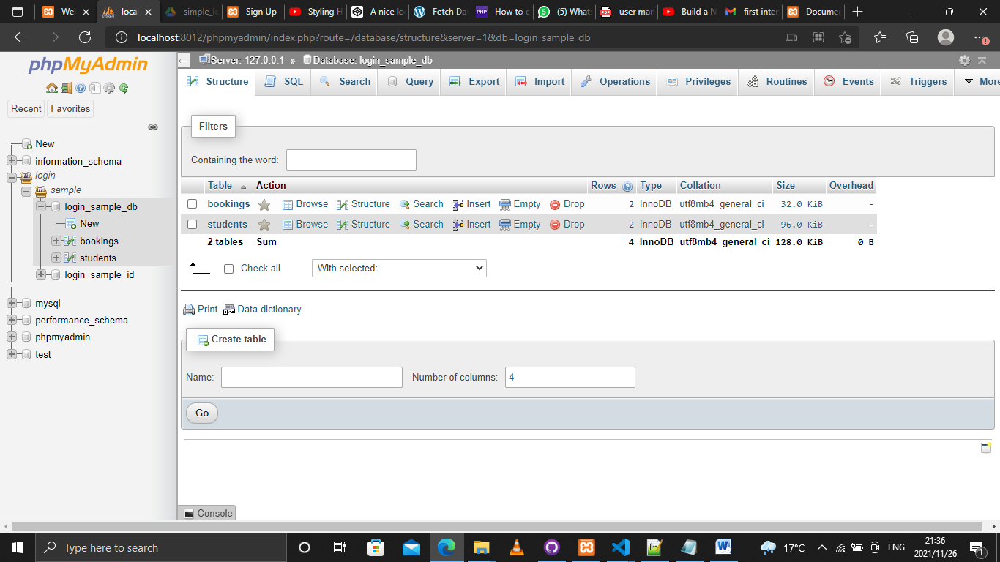 Wel
local
simple_lo
Sign Up
Styling H
A nice lo
Fetch Da
PHP
How to c
(5) What
PDF
user man
Build a N
first inter
Documen
localhost:8012/phpmyadmin/index.php?route=/database/structure&server=1&db=login_sample_db
phpMyAdmin
Recent Favorites
New
information_schema
login
sample
login_sample_db
New
bookings
students
login_sample_id
mysql
performance_schema
phpmyadmin
test
Server: 127.0.0.1 » Database: login_sample_db
Structure SQL Search Query Export Import Operations Privileges Routines Events Triggers More
Filters
Containing the word:
Table Action Rows Type Collation Size Overhead
bookings Browse Structure Search Insert Empty Drop 2 InnoDB utf8mb4_general_ci 32.0 KiB -
students Browse Structure Search Insert Empty Drop 2 InnoDB utf8mb4_general_ci 96.0 KiB -
2 tables Sum 4 InnoDB utf8mb4_general_ci 128.0 KiB 0 B
Check all With selected:
Print Data dictionary
Create table
Name: Number of columns: 4
Go
Console
Type here to search
17°C ENG
21:36
2021/11/26
1